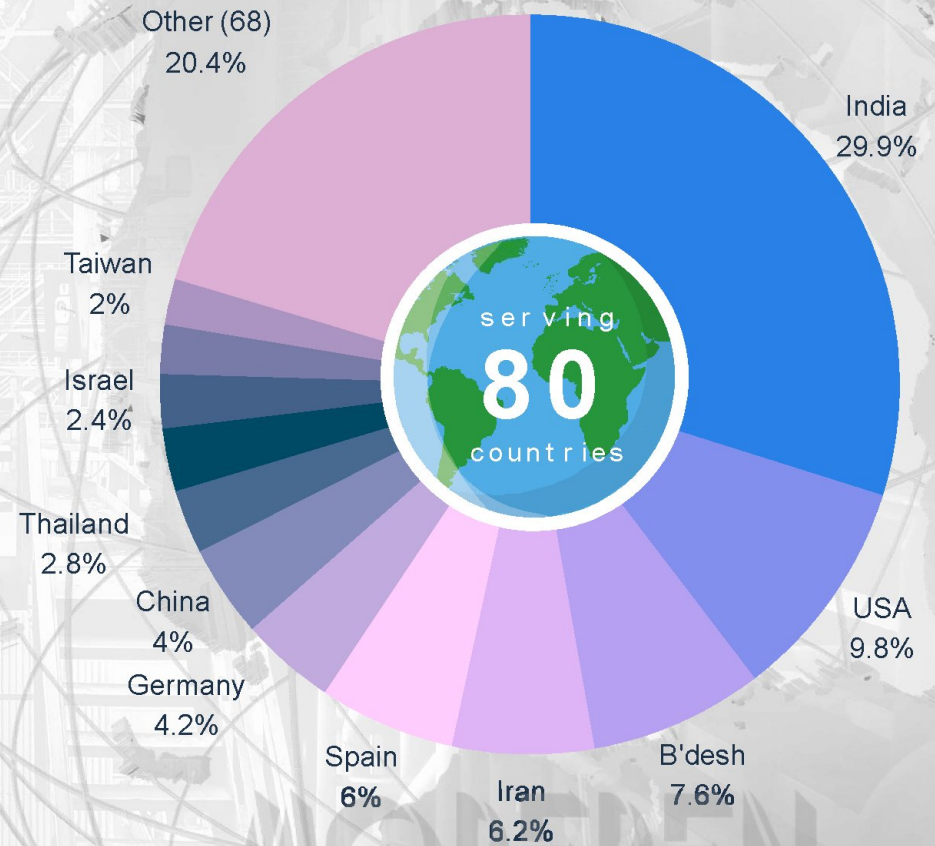 Other (68)
20.4%
India
29.9%
Taiwan
2%
serving
80
countries
Israel
2.4%
Thailand
2.8%
China
4%
USA
9.8%
Germany
4.2%
Spain
6%
Iran
6.2%
B'desh
7.6%